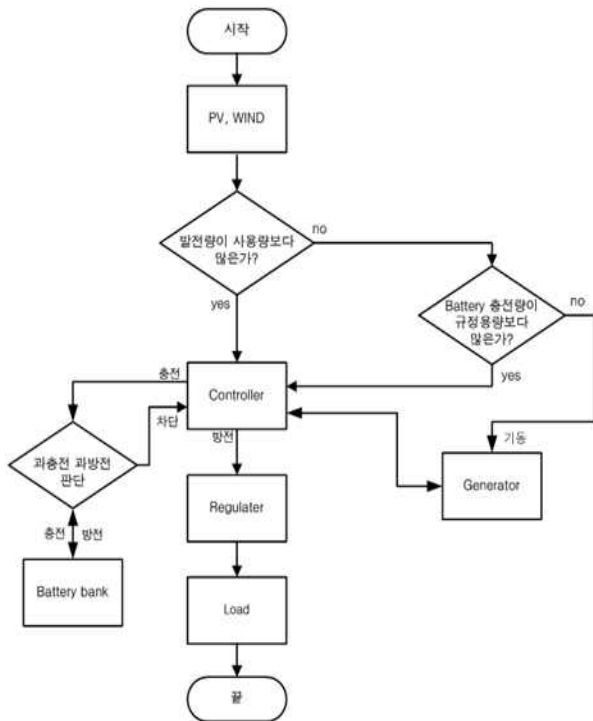 시작
PV, WIND
발전량이 사용량보다
많은가?
no
yes
Battery 충전량이
규정용량보다
많은가?
no
yes
충전
Controller
차단
방전
기동
과충전 과방전
판단
Regulater
Generator
충전 방전
Battery bank
Load
끝